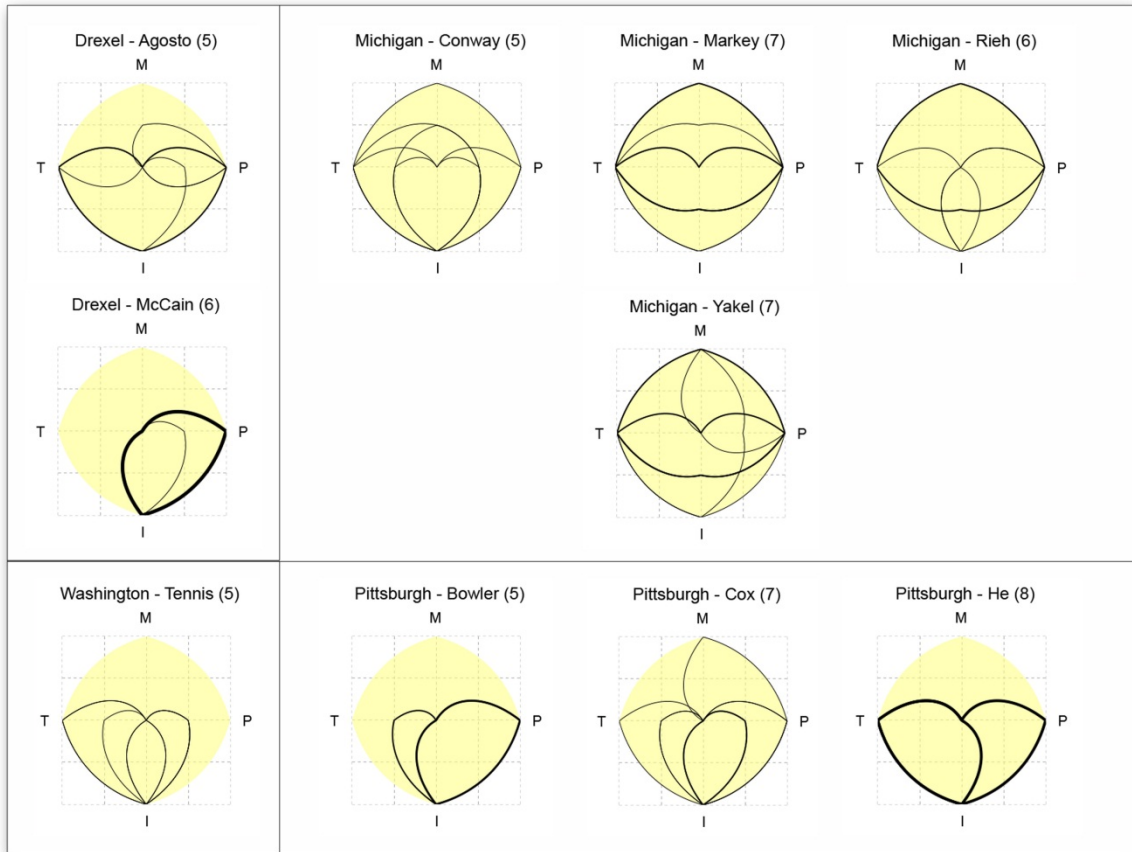 Drexel - Agosto (5)
M
T
P
I
Michigan - Conway (5)
M
T
P
I
Michigan - Markey (7)
M
T
P
I
Michigan - Rieh (6)
M
T
P
I
Drexel - McCain (6)
M
T
P
I
Michigan - Yakel (7)
M
T
P
I
Washington - Tennis (5)
M
T
P
I
Pittsburgh - Bowler (5)
M
T
P
I
Pittsburgh - Cox (7)
M
T
P
I
Pittsburgh - He (8)
M
T
P
I